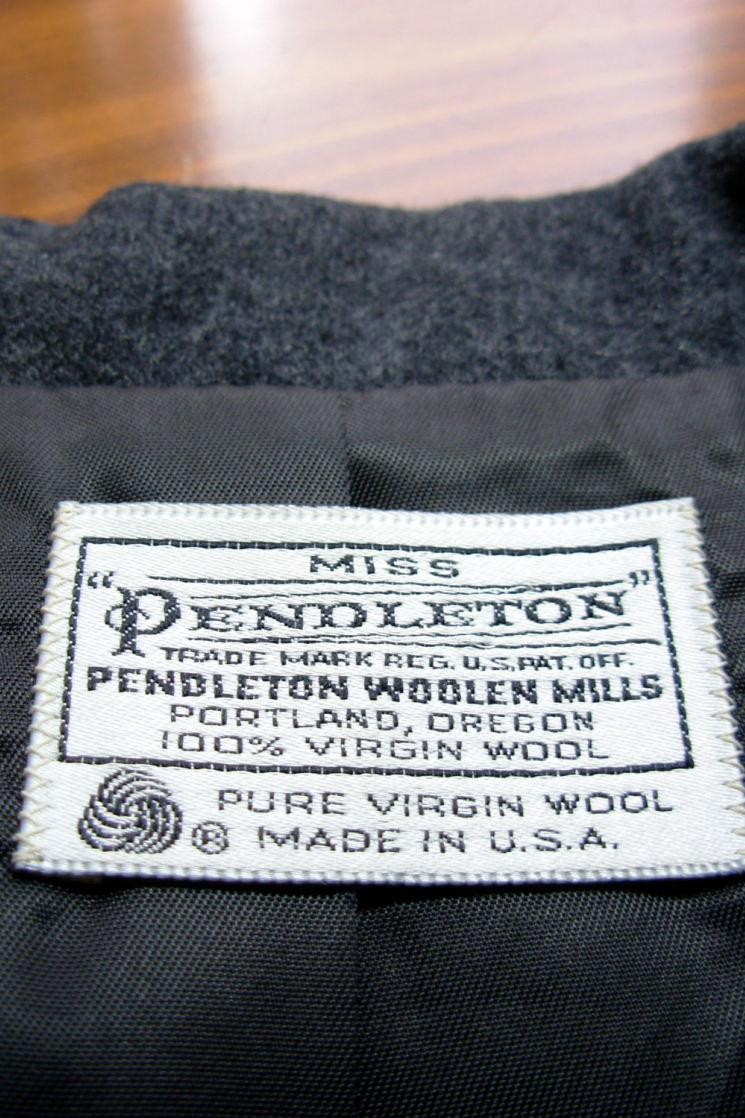 MISS
"PENDLETON"
TRADE MARK REG. U.S. PAT. OFF.
PENDLETON WOOLEN MILLS
PORTLAND, OREGON
100% VIRGIN WOOL
PURE VIRGIN WOOL
® MADE IN U.S.A.